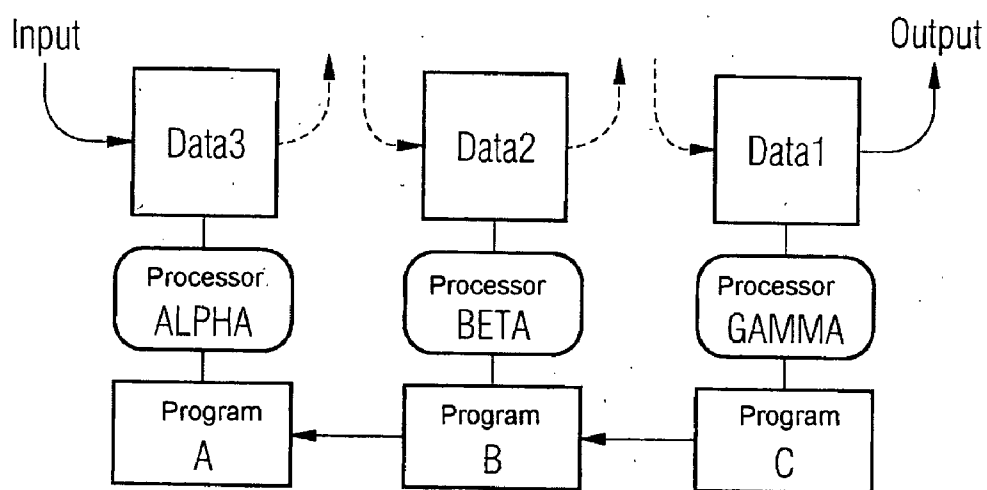 Input
Output
Data3
Data2
Data1
Processor
ALPHA
Processor
BETA
Processor
GAMMA
Program
A
Program
B
Program
C